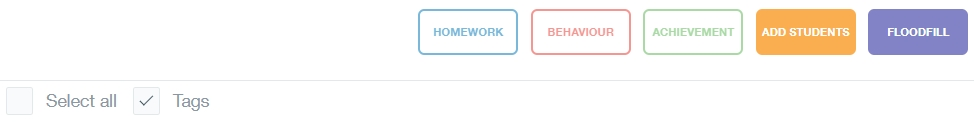 HOMEWORK BEHAVIOUR ACHIEVEMENT ADD STUDENTS FLOODFILL
Select all Tags